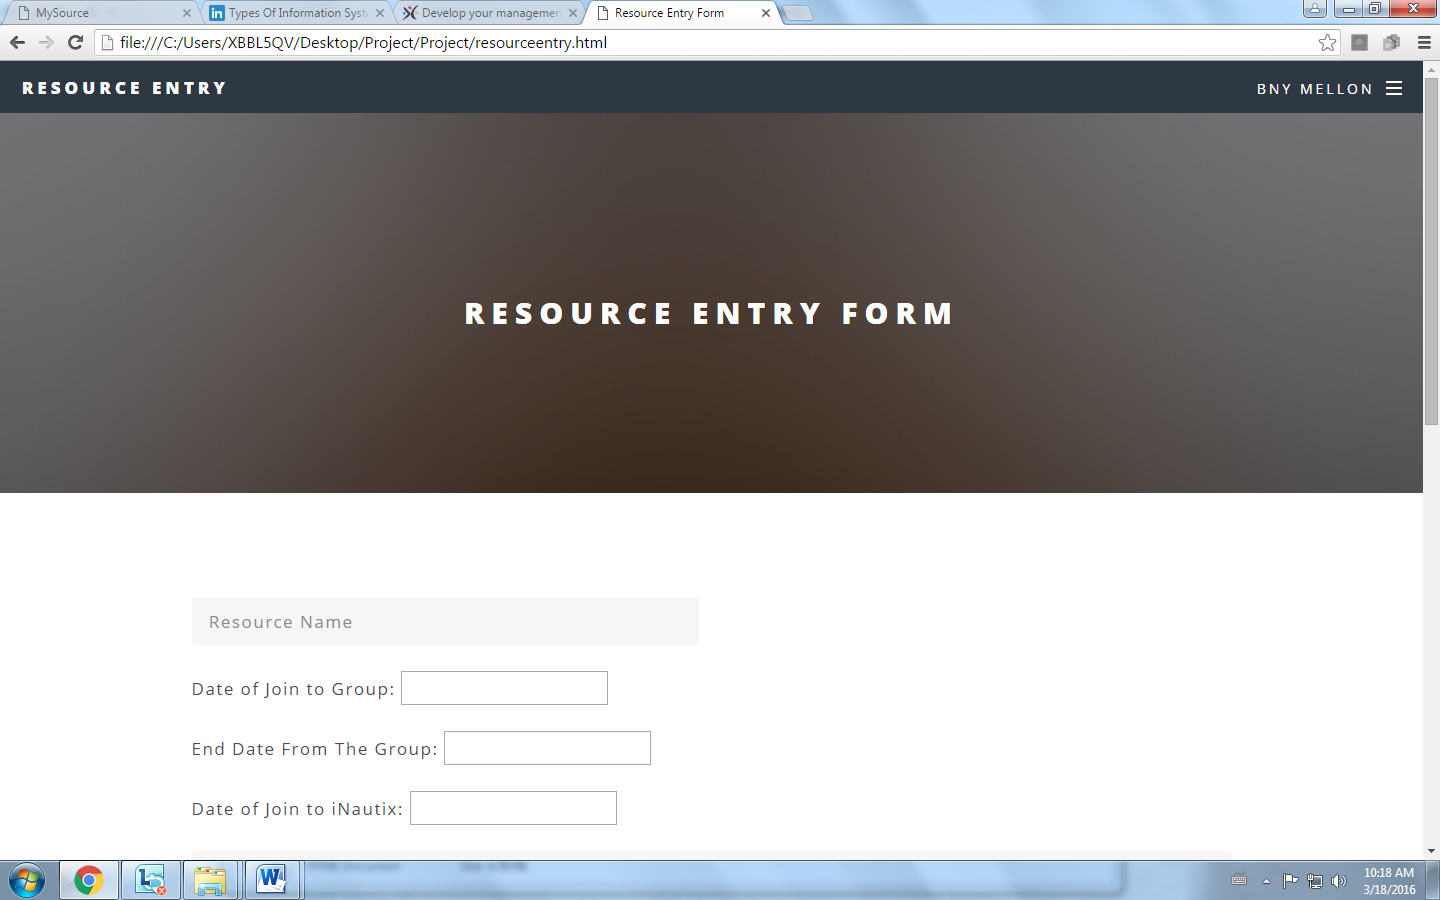 MySource
Types Of Information Syst
Develop your managemen
Resource Entry Form
file:///C:/Users/XBBL5QV/Desktop/Project/Project/resourceentry.html
RESOURCE ENTRY
BNY MELLON
RESOURCE ENTRY FORM
Resource Name
Date of Join to Group:
End Date From The Group:
Date of Join to iNautix:
10:18 AM
3/18/2016